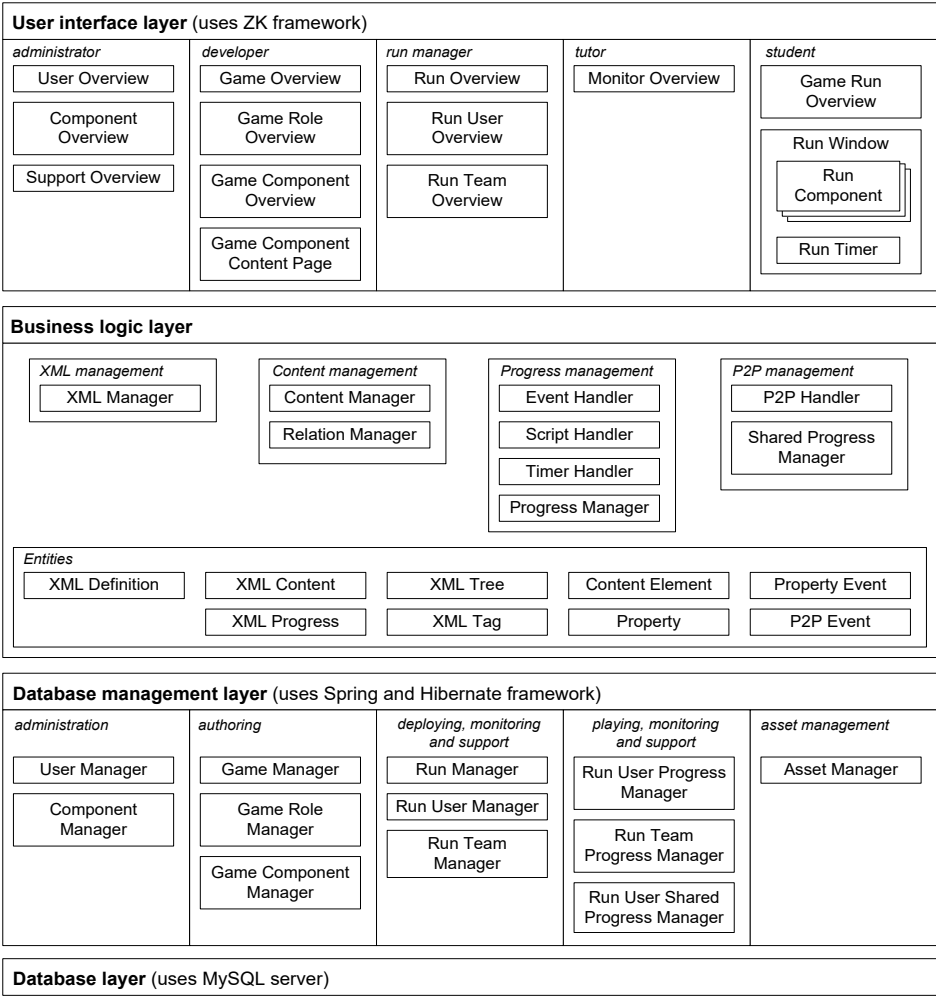 User interface layer (uses ZK framework)
administrator
User Overview
Component
Overview
Support Overview
developer
Game Overview
Game Role
Overview
Game Component
Overview
Game Component
Content Page
run manager
Run Overview
Run User
Overview
Run Team
Overview
tutor
Monitor Overview
student
Game Run
Overview
Run Window
Run
Component
Run Timer
Business logic layer
XML management
XML Manager
Content management
Content Manager
Relation Manager
Progress management
Event Handler
Script Handler
Timer Handler
Progress Manager
P2P management
P2P Handler
Shared Progress
Manager
Entities
XML Definition
XML Content
XML Tree
Content Element
Property Event
XML Progress
XML Tag
Property
P2P Event
Database management layer (uses Spring and Hibernate framework)
administration
User Manager
Component
Manager
authoring
Game Manager
Game Role
Manager
Game Component
Manager
deploying, monitoring
and support
Run Manager
Run User Manager
Run Team
Manager
playing, monitoring
and support
Run User Progress
Manager
Run Team
Progress Manager
Run User Shared
Progress Manager
asset management
Asset Manager
Database layer (uses MySQL server)